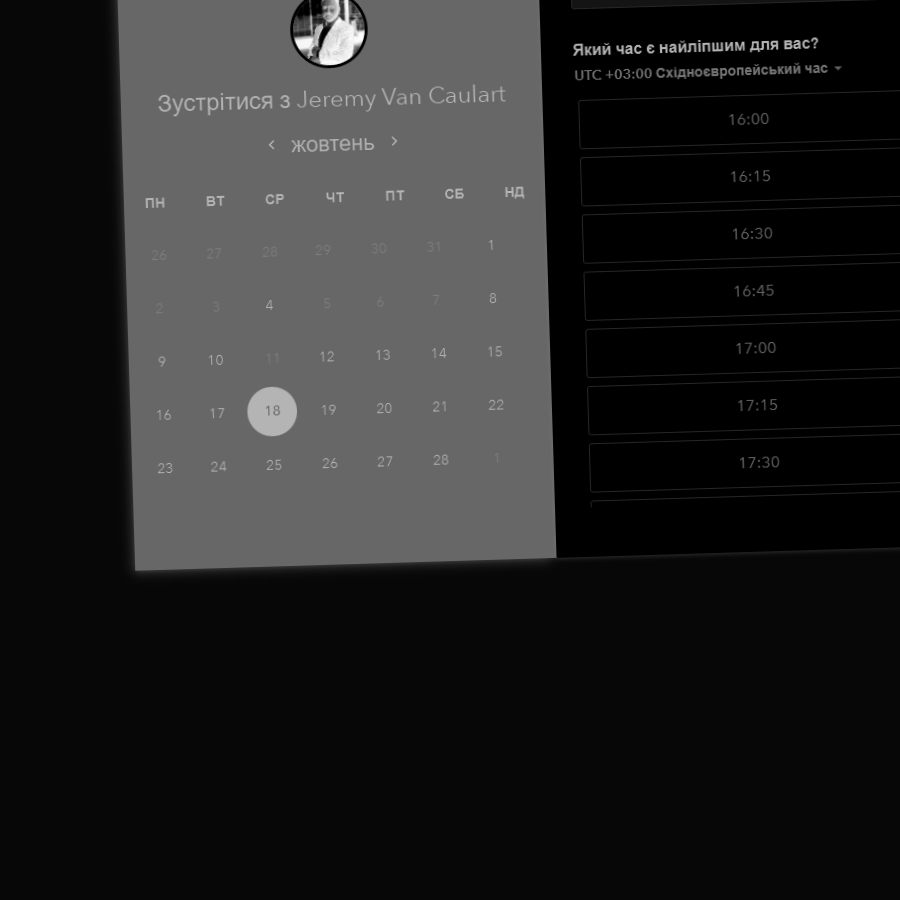 Зустрітися з Jeremy Van Caulart
жовтень
ПН ВТ СР ЧТ ПТ СБ НД
26 27 28 29 30 31 1
2 3 4 5 6 7 8
9 10 11 12 13 14 15
16 17 18 19 20 21 22
23 24 25 26 27 28 1
Який час є найліпшим для вас?
UTC +03:00 Східноєвропейський час
16:00
16:15
16:30
16:45
17:00
17:15
17:30